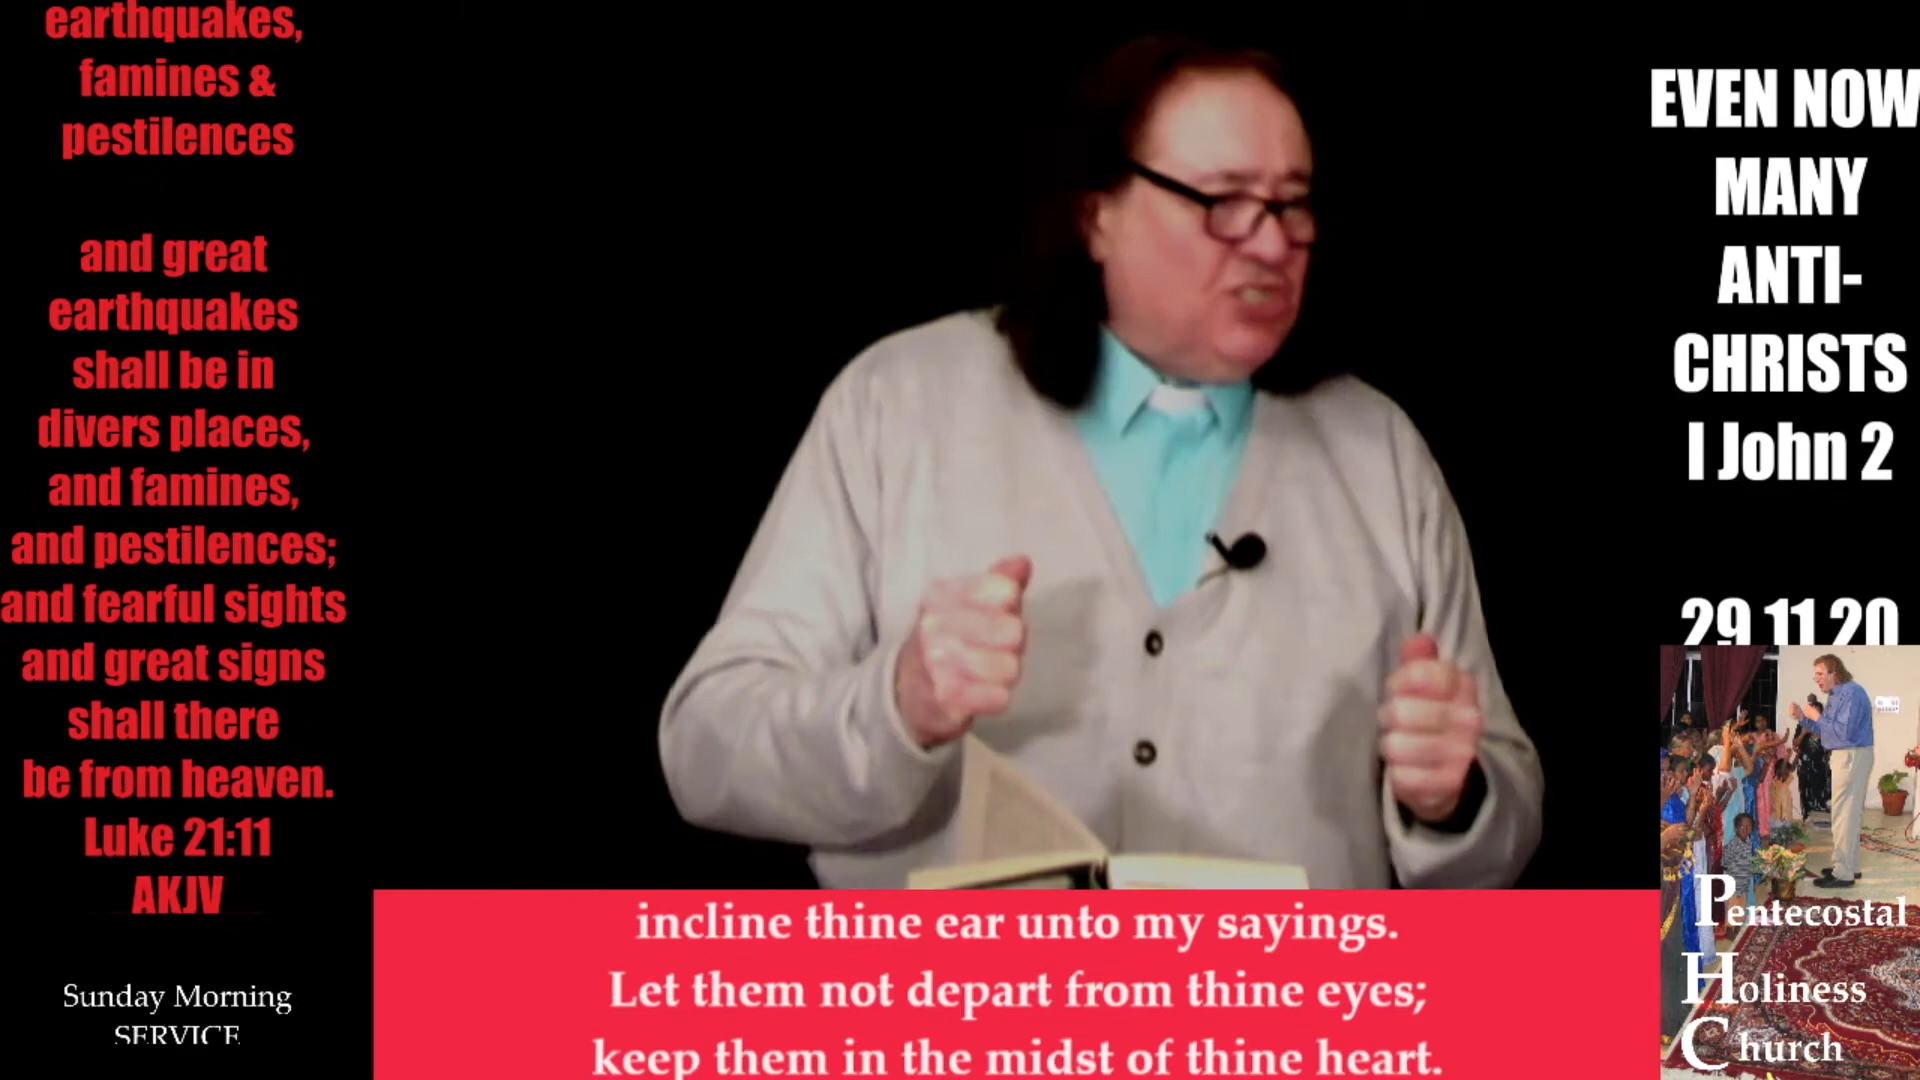 earthquakes,
famines &
pestilences
and great
earthquakes
shall be in
divers places,
and famines,
and pestilences;
and fearful sights
and great signs
shall there
be from heaven.
Luke 21:11
AKJV
Sunday Morning
SERVICE
incline thine ear unto my sayings.
Let them not depart from thine eyes;
keep them in the midst of thine heart.
EVEN NOW
MANY
ANTI-
CHRISTS
I John 2
29 11 20
Pentecostal
Holiness
Church